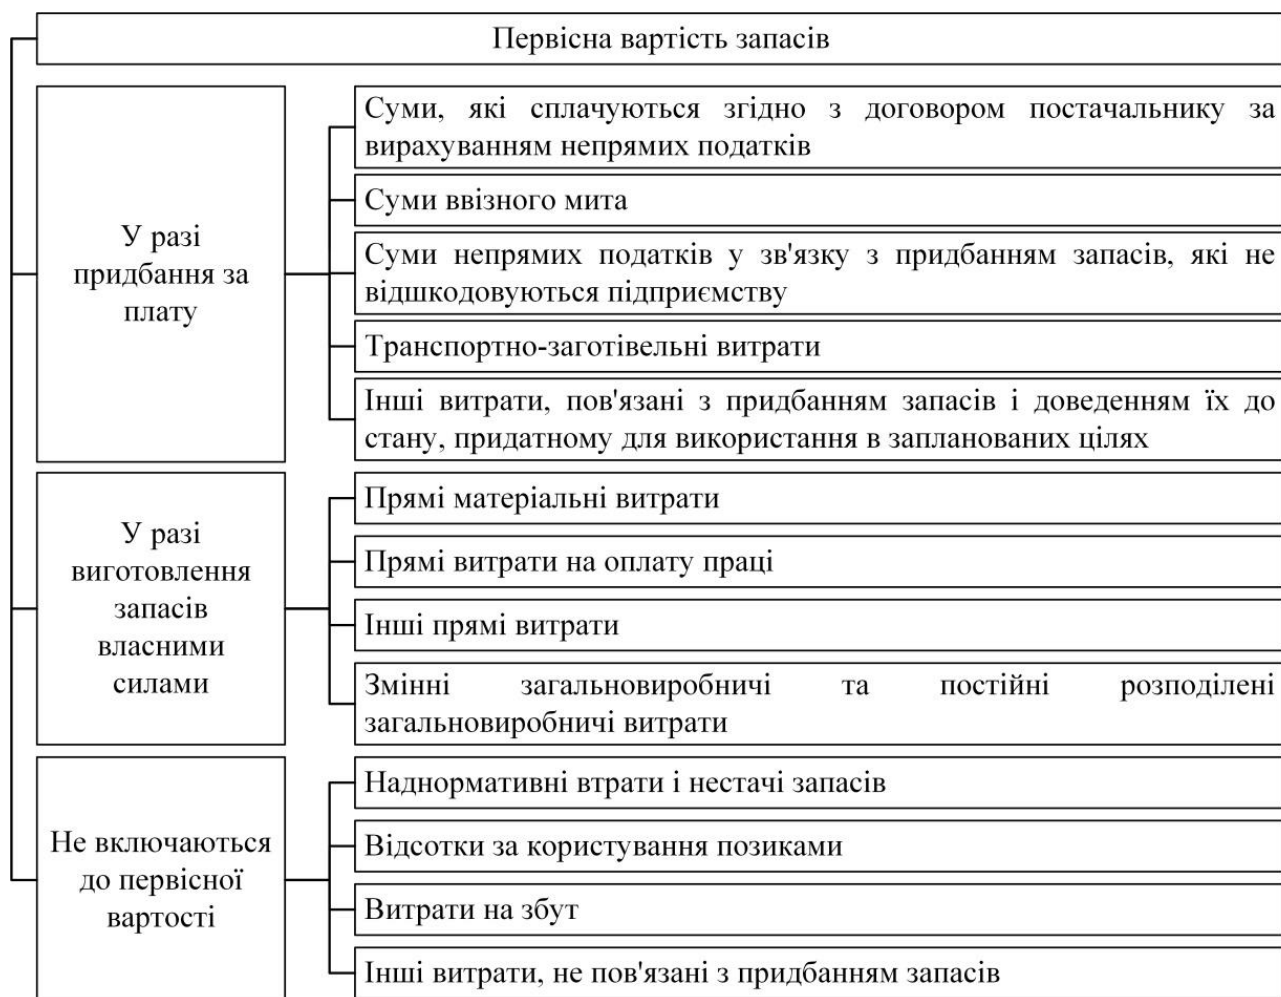 Первісна вартість запасів
У разі
придбання за
плату
Суми, які сплачуються згідно з договором постачальнику за
вирахуванням непрямих податків
Суми ввізного мита
Суми непрямих податків у зв'язку з придбанням запасів, які не
відшкодовуються підприємству
Транспортно-заготівельні витрати
Інші витрати, пов'язані з придбанням запасів і доведенням їх до
стану, придатному для використання в запланованих цілях
У разі
виготовлення
запасів
власними
силами
Прямі матеріальні витрати
Прямі витрати на оплату праці
Інші прямі витрати
Змінні загальновиробничі та постійні розподілені
загальновиробничі витрати
Не включаються
до первісної
вартості
Наднормативні втрати і нестачі запасів
Відсотки за користування позиками
Витрати на збут
Інші витрати, не пов'язані з придбанням запасів